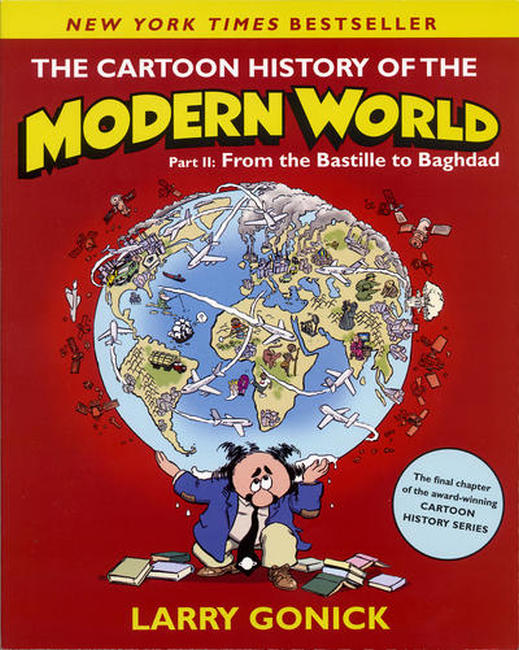 NEW YORK TIMES BESTSELLER
THE CARTOON HISTORY OF THE
MODERN WORLD
Part II: From the Bastille to Baghdad
The final chapter
of the award-winning
CARTOON
HISTORY SERIES
LARRY GONICK